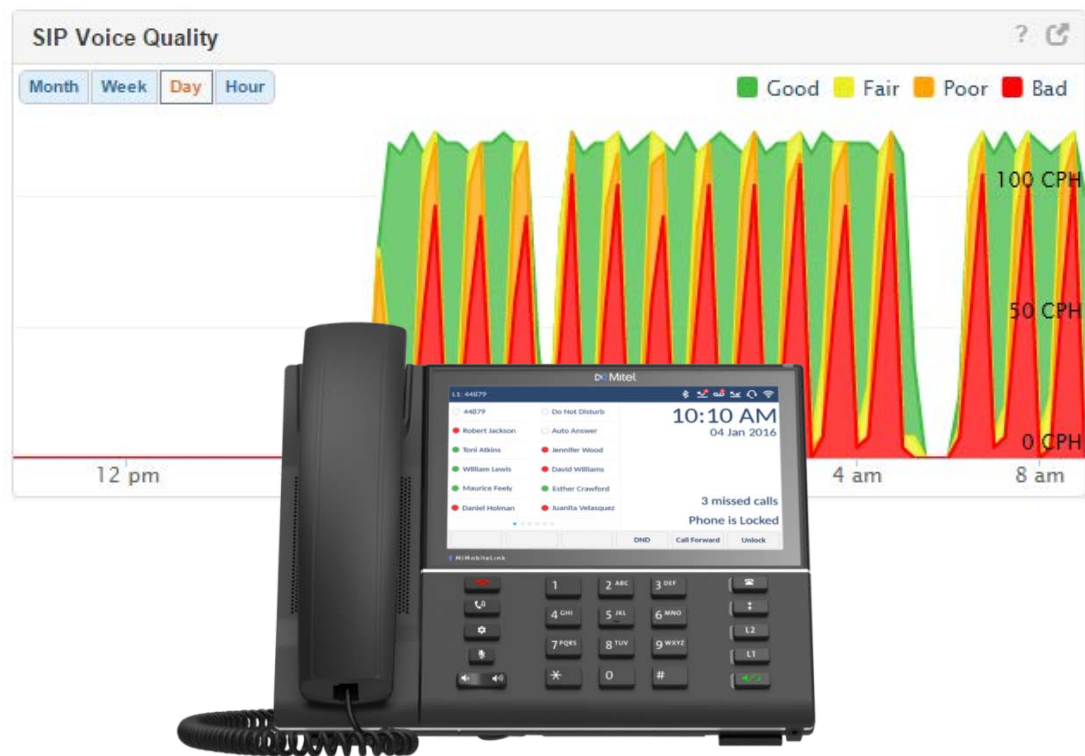 SIP Voice Quality ?
Month Week Day Hour
Good Fair Poor Bad
100 CPH
50 CPH
0 CPH
12 pm
4 am
8 am
Mitel
L1: 44879
44879
Do Not Disturb
Robert Jackson
Auto Answer
Toni Atkins
Jennifer Wood
William Lewis
David Williams
Maurice Feely
Esther Crawford
Daniel Holman
Juanita Velasquez
10:10 AM
04 Jan 2016
3 missed calls
Phone is Locked
DND Call Forward Unlock
MiMobileLink
1 2 ABC 3 DEF
4 GHI 5 JKL 6 MNO
L2
7 PQRS 8 TUV 9 WXYZ
L1
* 0 #